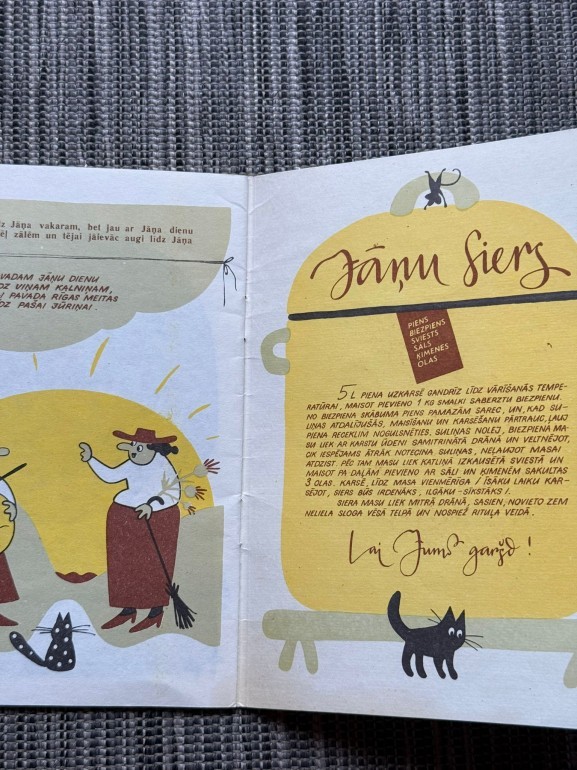 z Jāņa vakaram, bet jau ar Jāņa dienu
ēļ zālēm un tējai jālevāc augi līdz Jāņa
VADAM JĀŅU DIENU
DZ VIŅAM KALNIŅAM,
I PAVADA RĪGAS MEITAS
DZ PAŠAI JŪRIŅAI.
Jāņu Siers
PIENS
BIEZPIENS
SVIESTS
SĀLS
ĶIMENES
OLAS
5 L PIENA UZKARSĒ GANDRĪZ LĪDZ VĀRĪŠANĀS TEMPE-
RATŪRAI, MAISOT PIEVIENO 1 KG SMALKI SABERZTU BIEZPIENU.
NO BIEZPIENA SKĀBUMA PIENS PAMAZĀM SAREC, UN, KAD SU-
LIŅAS ATDALĪJUŠĀS, MAISĪŠANU UN KARSĒŠANU PĀRTRAUC, ĻAUJ
PIENA RECEKLIM NOGULSNĒTIES. SULIŅAS NOLEJ, BIEZPIENA MA-
SU LIEK AR KARSTU ŪDENI SAMITRINĀTĀ DRĀNĀ UN VELTNĒJOT,
CIK IESPĒJAMS ĀTRĀK NOTECINA SULIŅAS, NEĻAUJOT MASAI
ATDZIST. PĒC TAM MASU LIEK KATLIŅĀ IZKAUSĒTĀ SVIESTĀ UN
MAISOT PA DAĻĀM PIEVIENO AR SĀLI UN ĶIMENĒM SAKULTAS
3 OLAS. KARSĒ, LĪDZ MASA VIENMĒRĪGA / ĪSĀKU LAIKU KAR-
SĒJOT, SIERS BŪS IRDENĀKS, ILGĀKU - SĪKSTĀKS /.
SIERA MASU LIEK MITRĀ DRĀNĀ, SASIEN, NOVIETO ZEM
NELIELA SLOGA VĒSĀ TELPĀ UN NOSPIEŽ RITUĻA VEIDĀ.
Lai Jums garšo!